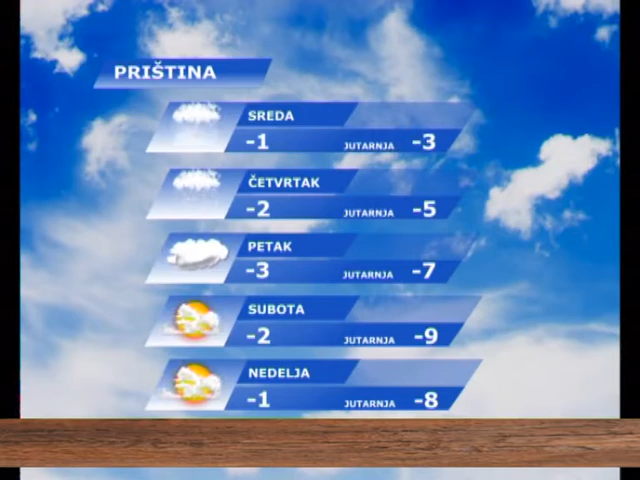 PRIŠTINA
SREDA
-1 JUTARNJA -3
ČETVRTAK
-2 JUTARNJA -5
PETAK
-3 JUTARNJA -7
SUBOTA
-2 JUTARNJA -9
NEDELJA
-1 JUTARNJA -8